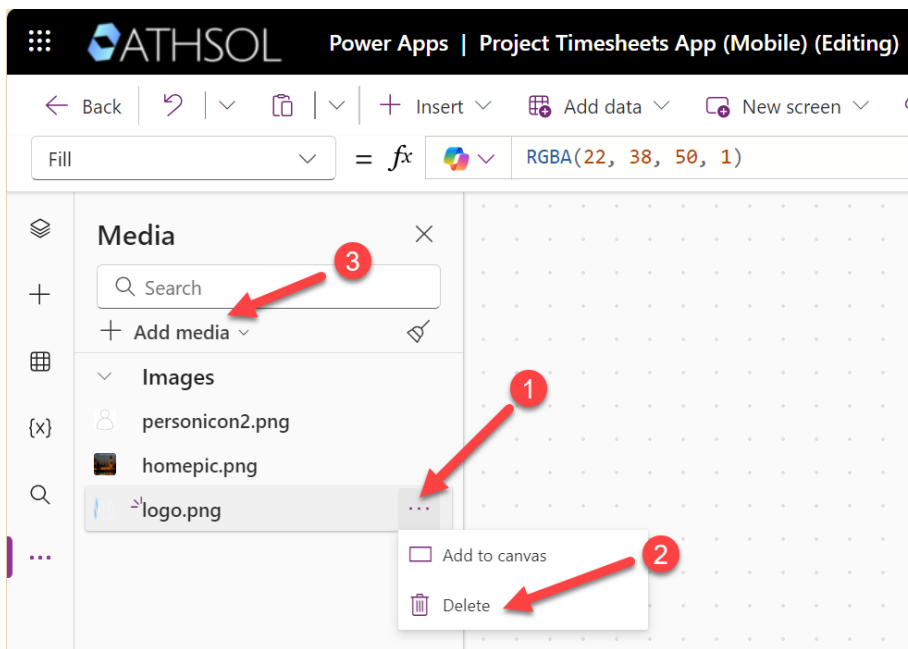 ATHSOL Power Apps | Project Timesheets App (Mobile) (Editing)
Back Insert Add data New screen
Fill = fx RGBA(22, 38, 50, 1)
Media
3
Search
Add media
Images
1
personicon2.png
homepic.png
{x}
logo.png
Add to canvas
2
Delete